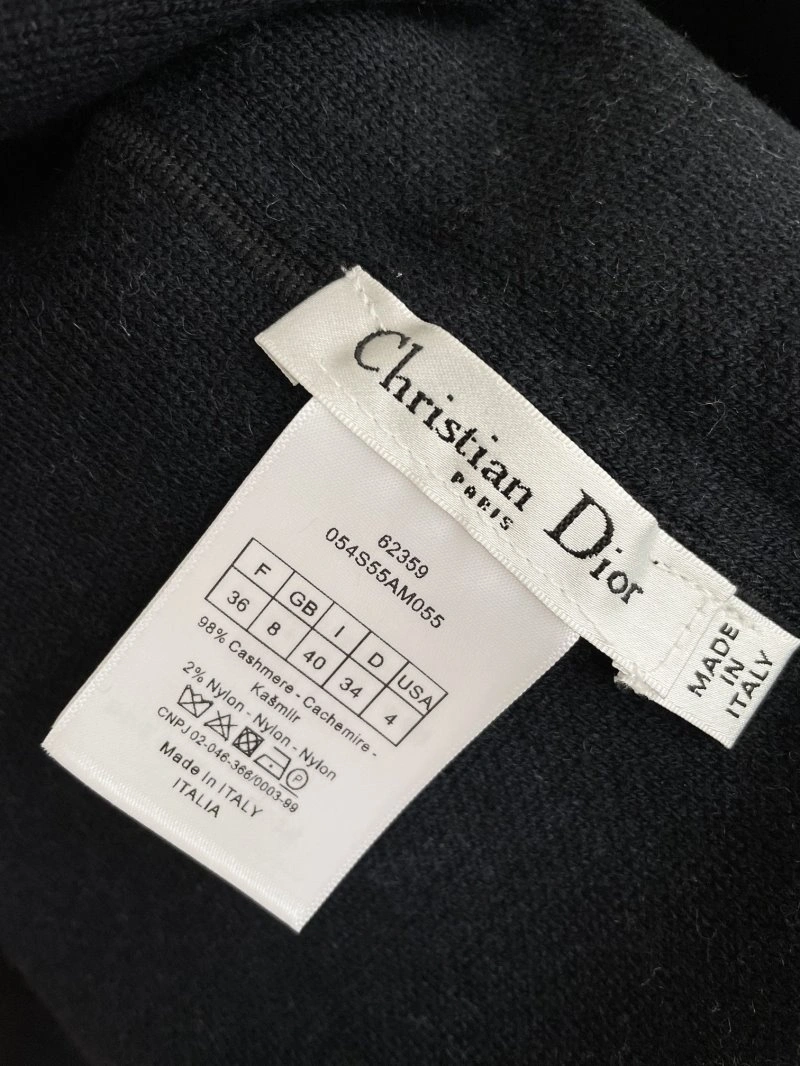 Christian Dior
PARIS
MADE
IN
ITALY
62359
054S55AM055
F GB I D USA
36 8 40 34 4
98% Cashmere - Cachemire -
Kašmiir
2% Nylon - Nylon - Nylon
P
CNPJ 02-046-366/0003-99
Made In ITALY
ITALIA